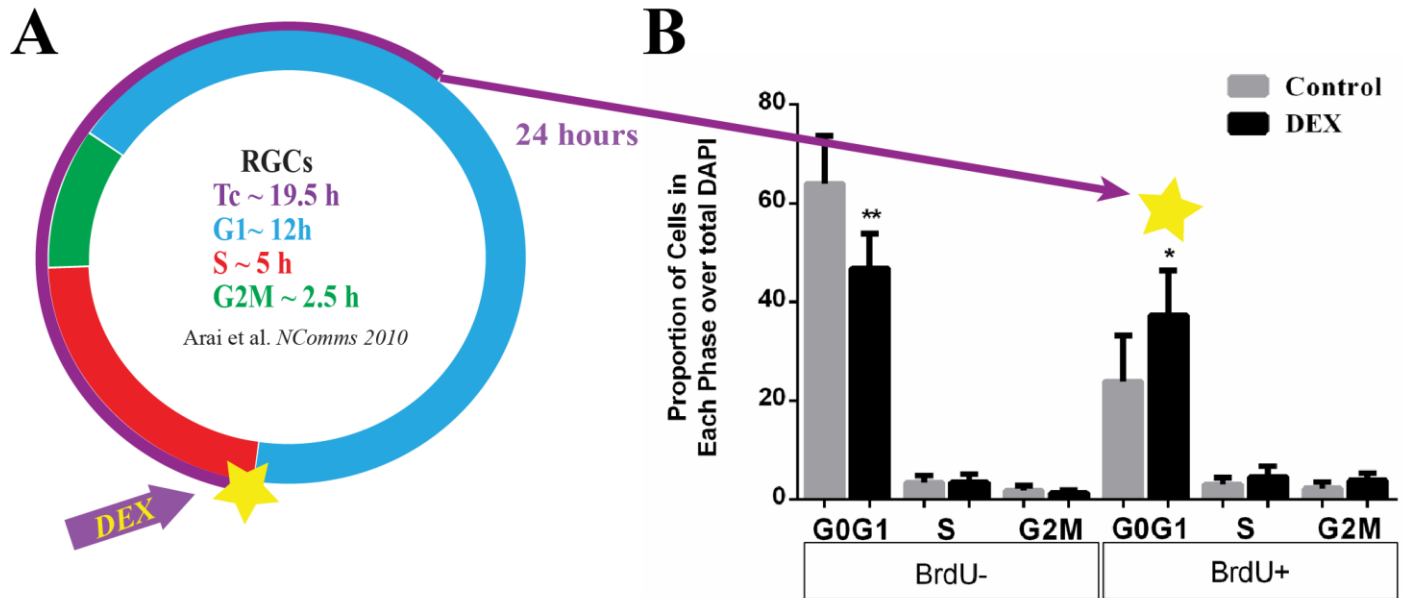 A
RGCs
Tc ~ 19.5 h
G1~ 12h
S ~ 5 h
G2M ~ 2.5 h
Arai et al. NComms 2010
DEX
24 hours
B
Control
DEX
Proportion of Cells in
Each Phase over total DAPI
80
60
40
20
0
**
*
G0G1 S G2M G0G1 S G2M
BrdU- BrdU+